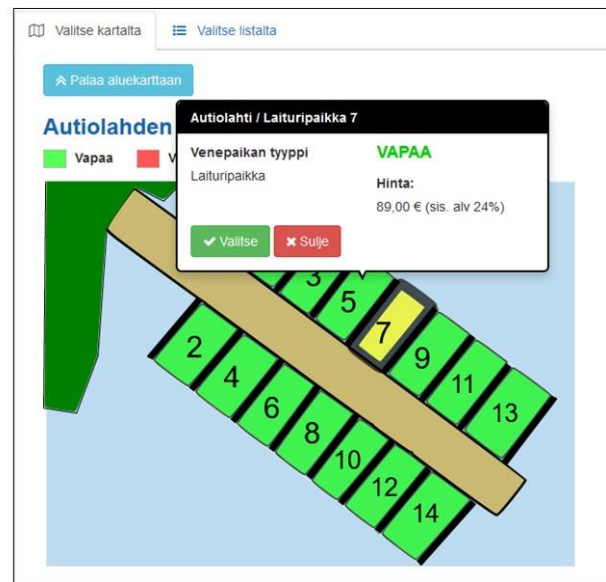 Valitse kartalta
Valitse listalta
Palaa aluekarttaan
Autiolahden
Vapaa
Autiolahti / Laituripaikka 7
Venepaikan tyyppi
Laituripaikka
VAPAA
Hinta:
89,00 € (sis. alv 24%)
Valitse
Sulje
3
5
7
9
11
13
2
4
6
8
10
12
14